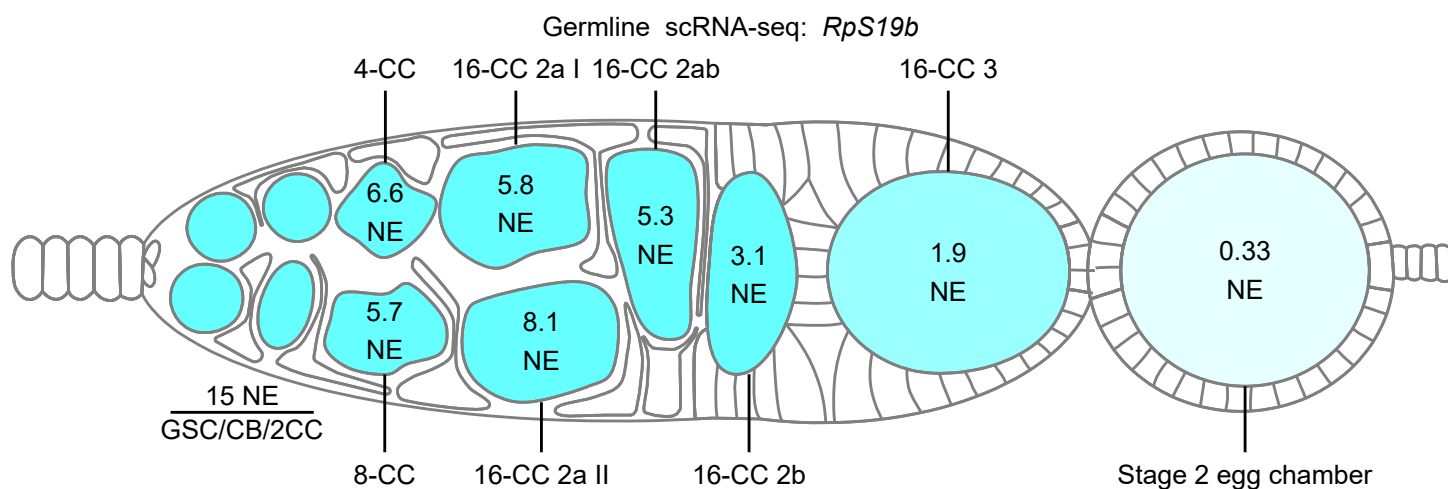 Germline scRNA-seq: RpS19b
4-CC
16-CC 2a I
16-CC 2ab
16-CC 3
6.6
NE
5.8
NE
5.3
NE
3.1
NE
1.9
NE
0.33
NE
5.7
NE
8.1
NE
15 NE
GSC/CB/2CC
8-CC
16-CC 2a II
16-CC 2b
Stage 2 egg chamber